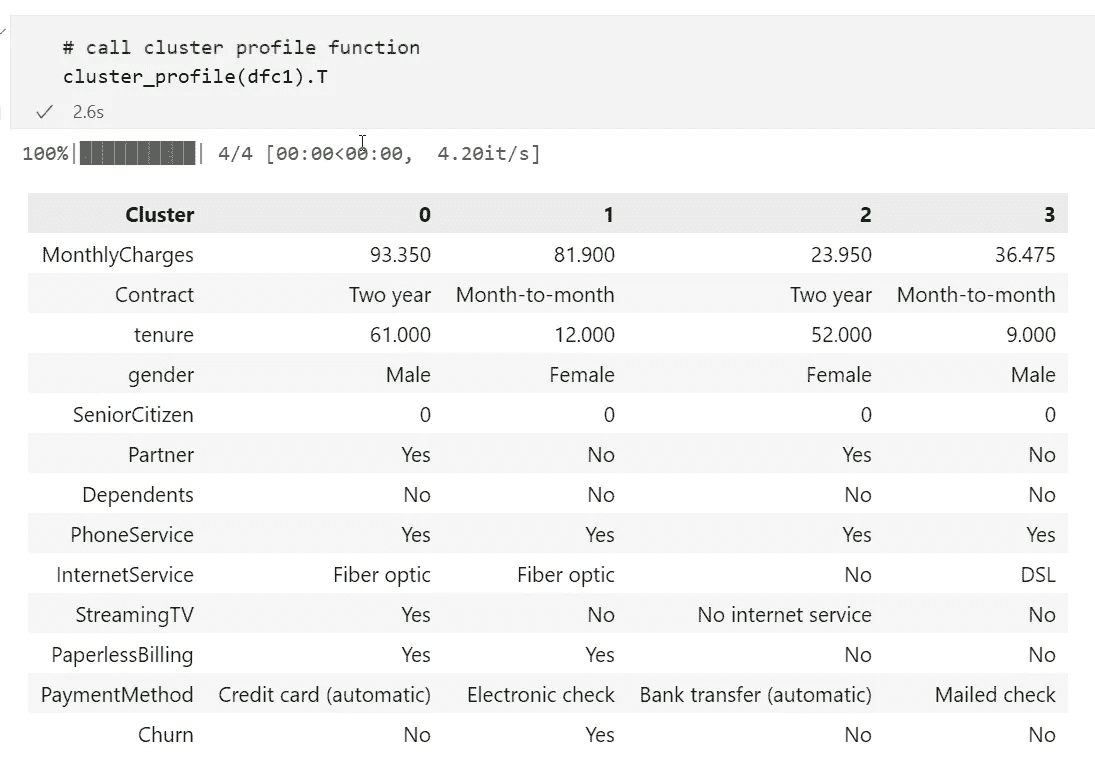 # call cluster profile function
cluster_profile(dfc1).T
2.6s
100%|██████████| 4/4 [00:00<00:00, 4.20it/s]
Cluster 0 1 2 3
MonthlyCharges 93.350 81.900 23.950 36.475
Contract Two year Month-to-month Two year Month-to-month
tenure 61.000 12.000 52.000 9.000
gender Male Female Female Male
SeniorCitizen 0 0 0 0
Partner Yes No Yes No
Dependents No No No No
PhoneService Yes Yes Yes Yes
InternetService Fiber optic Fiber optic No DSL
StreamingTV Yes No No internet service No
PaperlessBilling Yes Yes No No
PaymentMethod Credit card (automatic) Electronic check Bank transfer (automatic) Mailed check
Churn No Yes No No